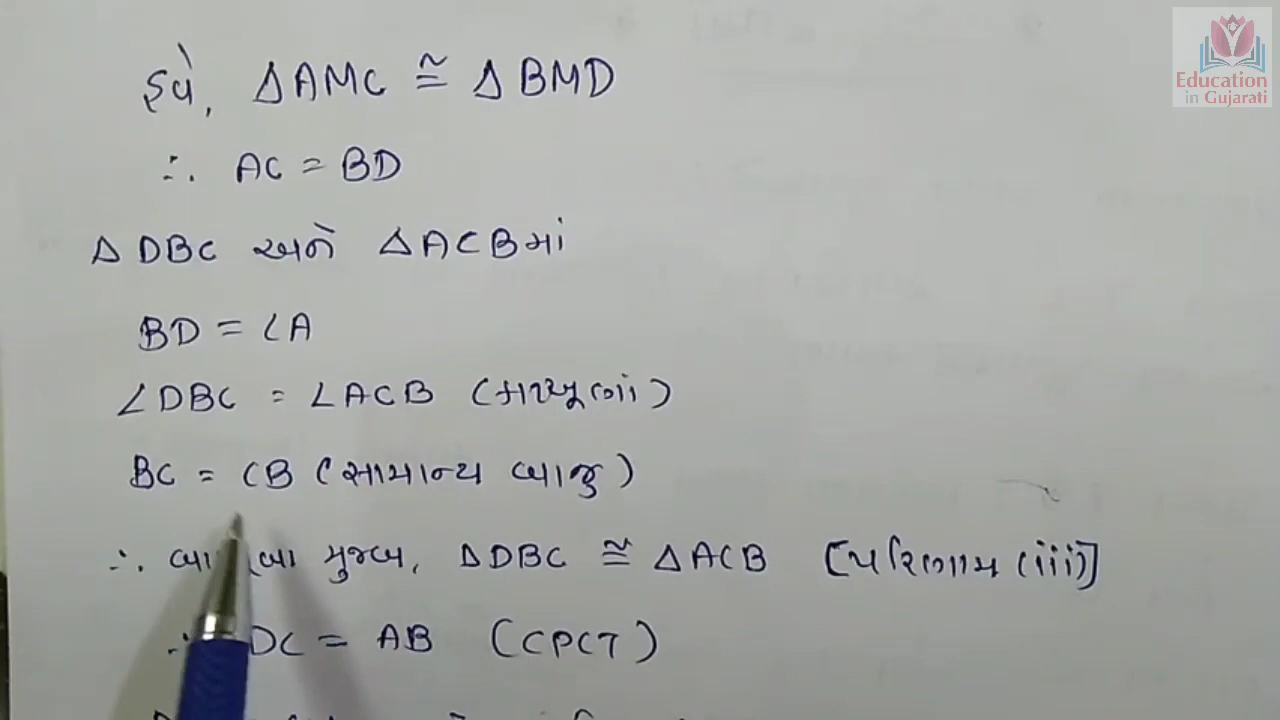 હવે, ΔAMC ≅ ΔBMD
∴ AC = BD
Δ DBC અને ΔACBમાં
BD = CA
∠DBC = ∠ACB
BC = CB (સામાન્ય બાજુ)
∴ મુજબ, ΔDBC ≅ ΔACB [પરિણામ (iii)]
∴ DC = AB (CPCT)
Education
in Gujarati